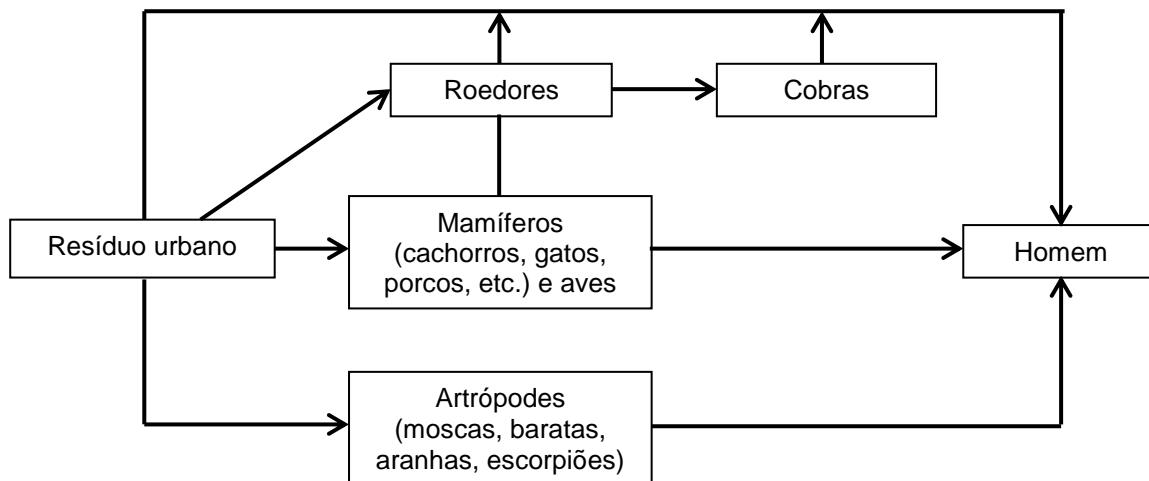 Roedores
Cobras
Resíduo urbano
Mamíferos
(cachorros, gatos,
porcos, etc.) e aves
Homem
Artrópodes
(moscas, baratas,
aranhas, escorpiões)